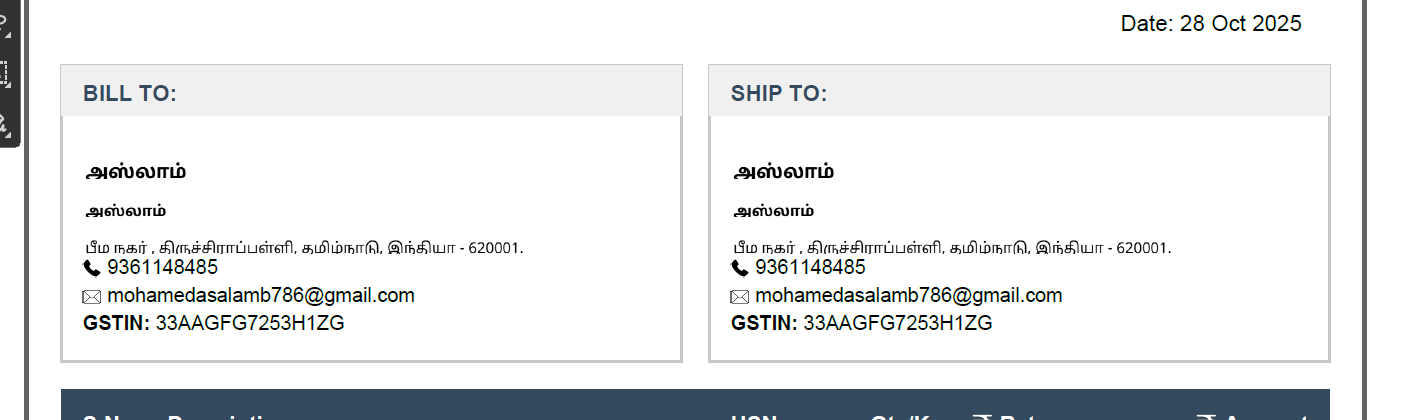 Date: 28 Oct 2025
BILL TO:
அஸ்லாம்
அஸ்லாம்
பீம நகர் , திருச்சிராப்பள்ளி, தமிழ்நாடு, இந்தியா - 620001.
9361148485
mohamedasalamb786@gmail.com
GSTIN: 33AAGFG7253H1ZG
SHIP TO:
அஸ்லாம்
அஸ்லாம்
பீம நகர் , திருச்சிராப்பள்ளி, தமிழ்நாடு, இந்தியா - 620001.
9361148485
mohamedasalamb786@gmail.com
GSTIN: 33AAGFG7253H1ZG